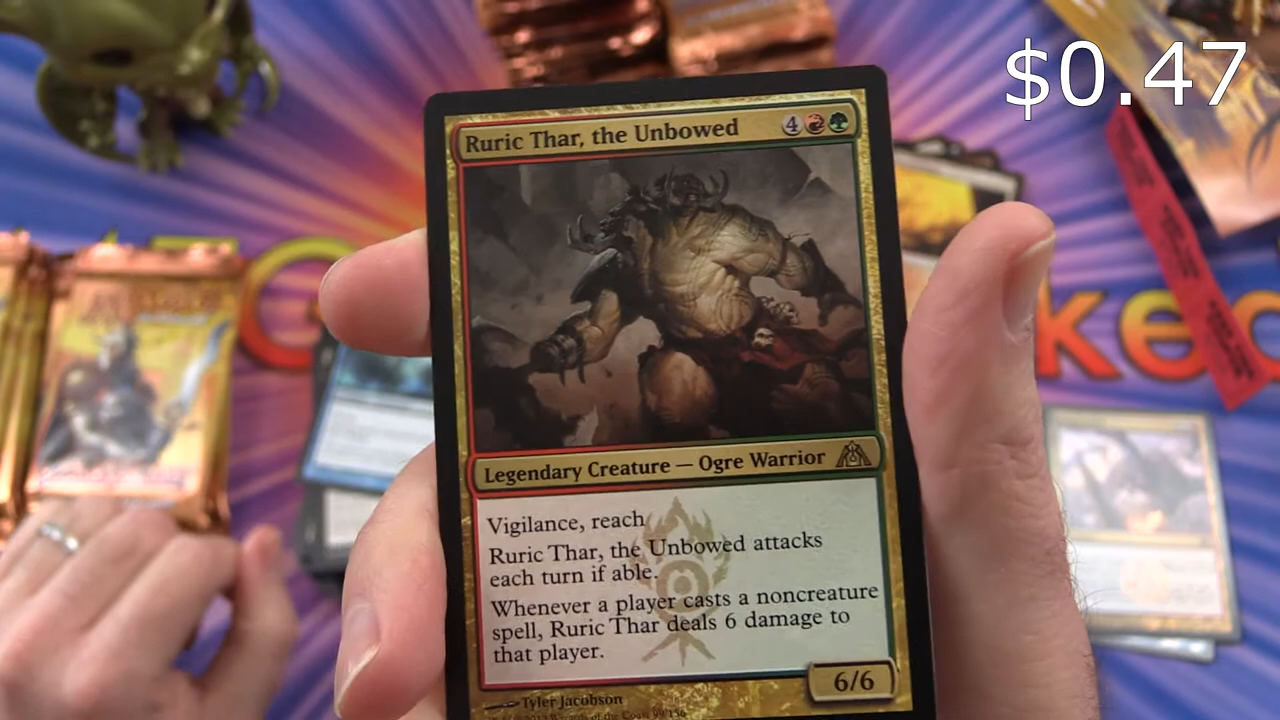 $0.47
Ruric Thar, the Unbowed 4
Legendary Creature — Ogre Warrior
Vigilance, reach
Ruric Thar, the Unbowed attacks
each turn if able.
Whenever a player casts a noncreature
spell, Ruric Thar deals 6 damage to
that player.
6/6
Tyler Jacobson